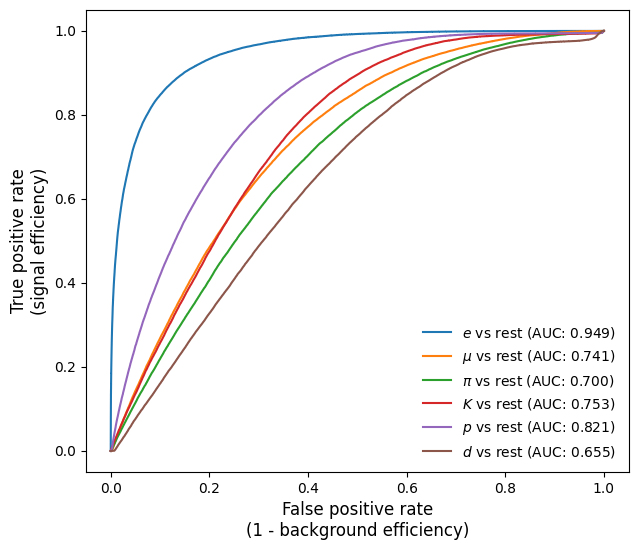 1.0
0.8
0.6
0.4
0.2
0.0
True positive rate
(signal efficiency)
e vs rest (AUC: 0.949)
μ vs rest (AUC: 0.741)
π vs rest (AUC: 0.700)
K vs rest (AUC: 0.753)
p vs rest (AUC: 0.821)
d vs rest (AUC: 0.655)
0.0 0.2 0.4 0.6 0.8 1.0
False positive rate
(1 - background efficiency)